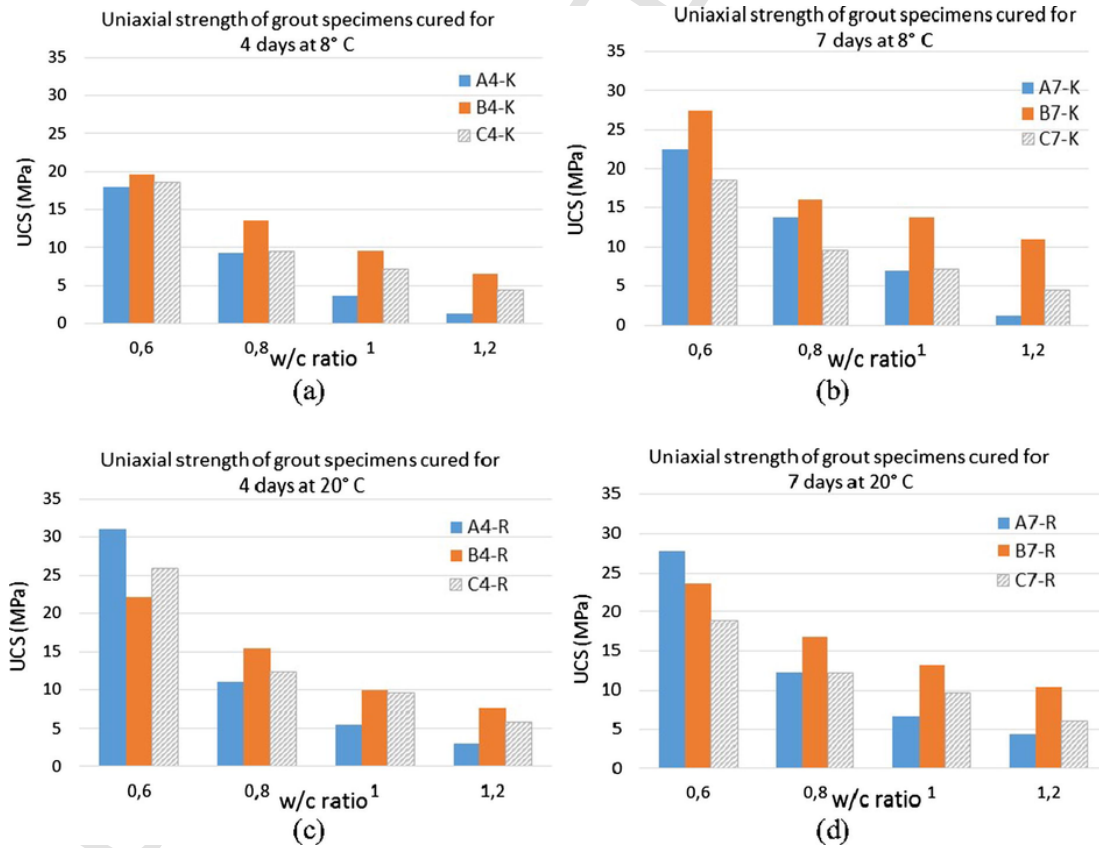 Uniaxial strength of grout specimens cured for
4 days at 8° C
35
30
25
20
15
10
5
0
UCS (MPa)
A4-K
B4-K
C4-K
0,6
0,8
1
1,2
w/c ratio
(a)
Uniaxial strength of grout specimens cured for
7 days at 8° C
35
30
25
20
15
10
5
0
UCS (MPa)
A7-K
B7-K
C7-K
0,6
0,8
1
1,2
w/c ratio
(b)
Uniaxial strength of grout specimens cured for
4 days at 20° C
35
30
25
20
15
10
5
0
UCS (MPa)
A4-R
B4-R
C4-R
0,6
0,8
1
1,2
w/c ratio
(c)
Uniaxial strength of grout specimens cured for
7 days at 20° C
35
30
25
20
15
10
5
0
UCS (MPa)
A7-R
B7-R
C7-R
0,6
0,8
1
1,2
w/c ratio
(d)